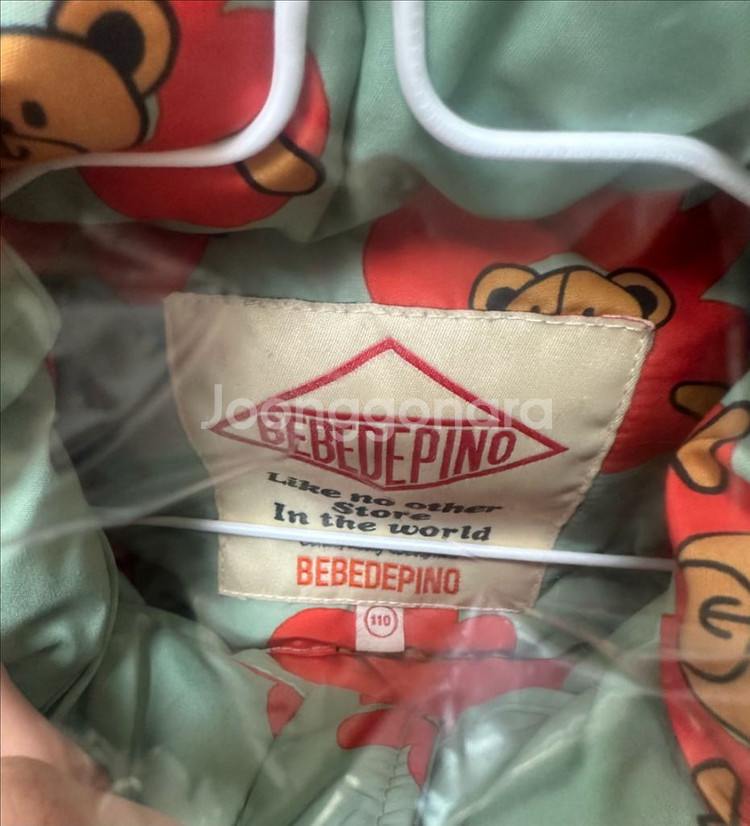 Joonggonara
BEBEDEPINO
Like no other
Store
In the world
BEBEDEPINO
110